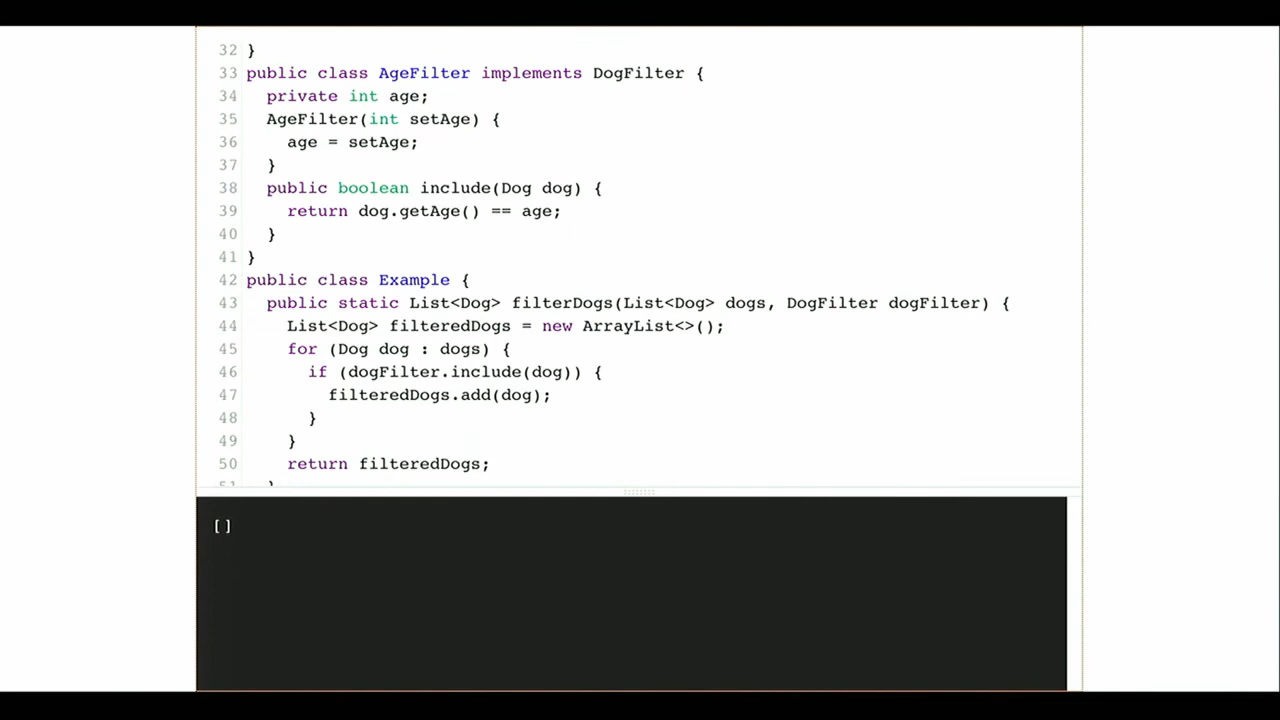 32 }
33 public class AgeFilter implements DogFilter {
34   private int age;
35   AgeFilter(int setAge) {
36     age = setAge;
37   }
38   public boolean include(Dog dog) {
39     return dog.getAge() == age;
40   }
41 }
42 public class Example {
43   public static List<Dog> filterDogs(List<Dog> dogs, DogFilter dogFilter) {
44     List<Dog> filteredDogs = new ArrayList<>();
45     for (Dog dog : dogs) {
46       if (dogFilter.include(dog)) {
47         filteredDogs.add(dog);
48       }
49     }
50     return filteredDogs;
51   }
[]